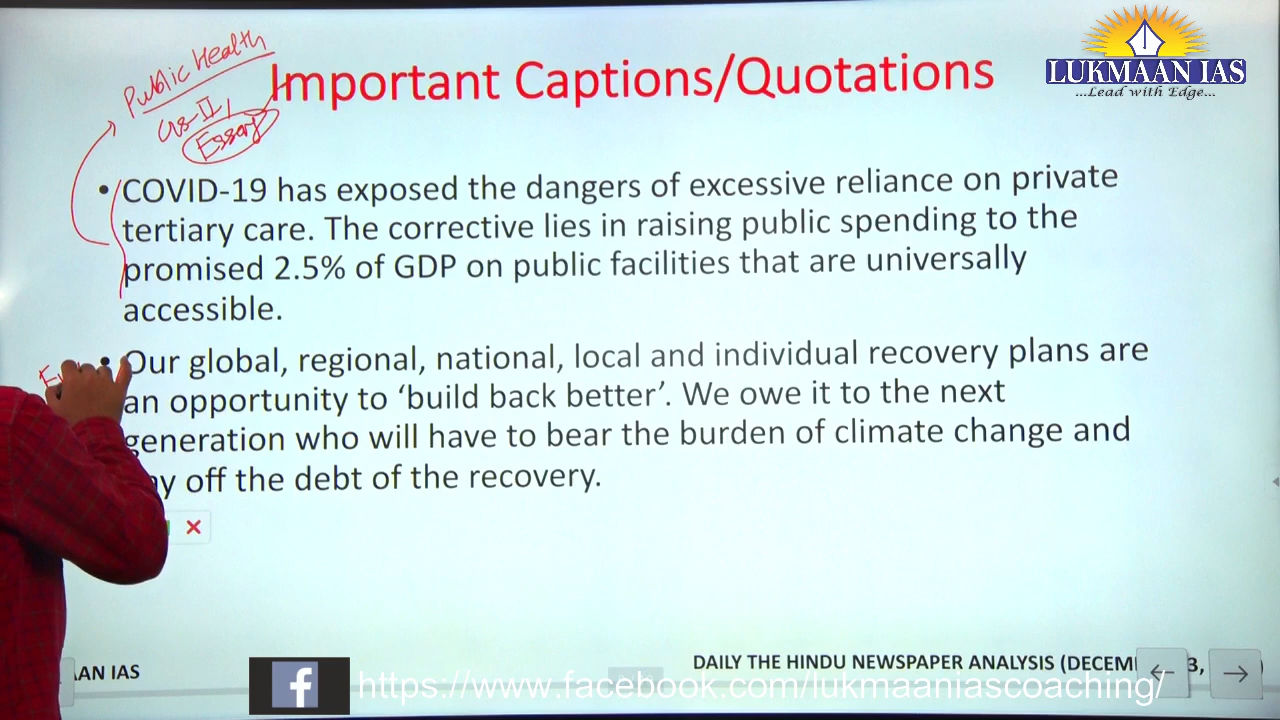 Public Health
GS-II,
Essay
Important Captions/Quotations
LUKMAAN IAS
...Lead with Edge...
• COVID-19 has exposed the dangers of excessive reliance on private
tertiary care. The corrective lies in raising public spending to the
promised 2.5% of GDP on public facilities that are universally
accessible.
• Our global, regional, national, local and individual recovery plans are
an opportunity to ‘build back better’. We owe it to the next
generation who will have to bear the burden of climate change and
off the debt of the recovery.
IAS
DAILY THE HINDU NEWSPAPER ANALYSIS
https://www.facebook.com/lukmaaniascoaching/